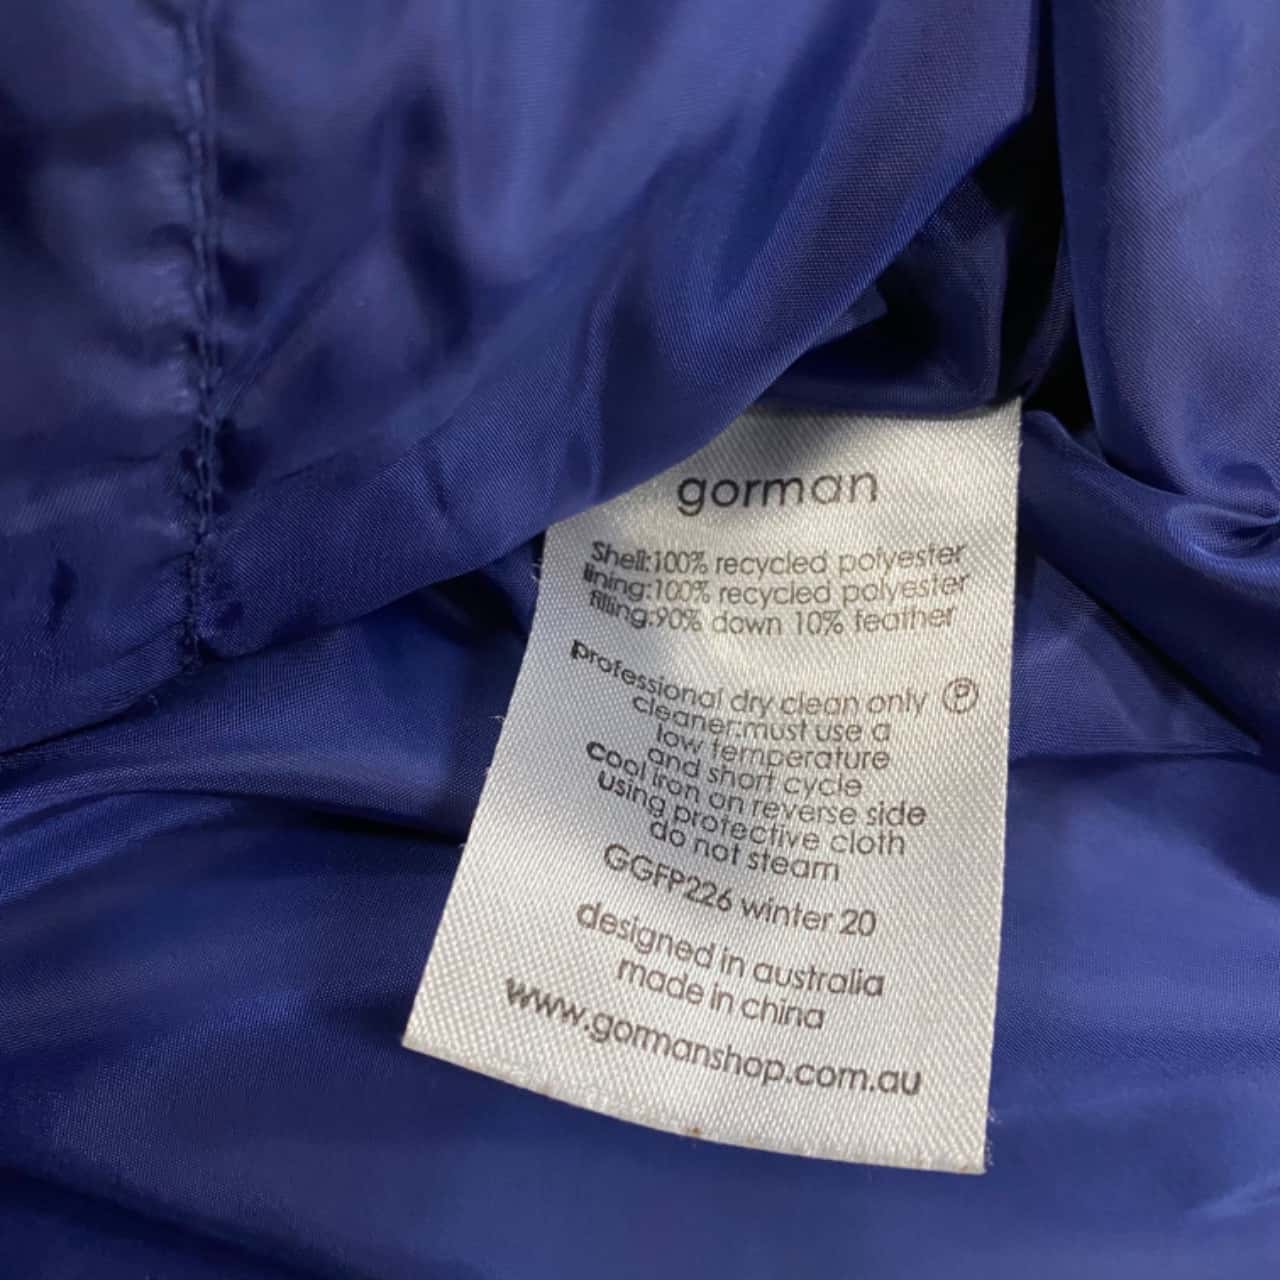 gorman
Shell:100% recycled polyester
lining:100% recycled polyester
filling:90% down 10% feather
professional dry clean only Ⓟ
cleaner:must use a
low temperature
and short cycle
cool iron on reverse side
using protective cloth
do not steam
GGFP226 winter 20
designed in australia
made in china
www.gormanshop.com.au